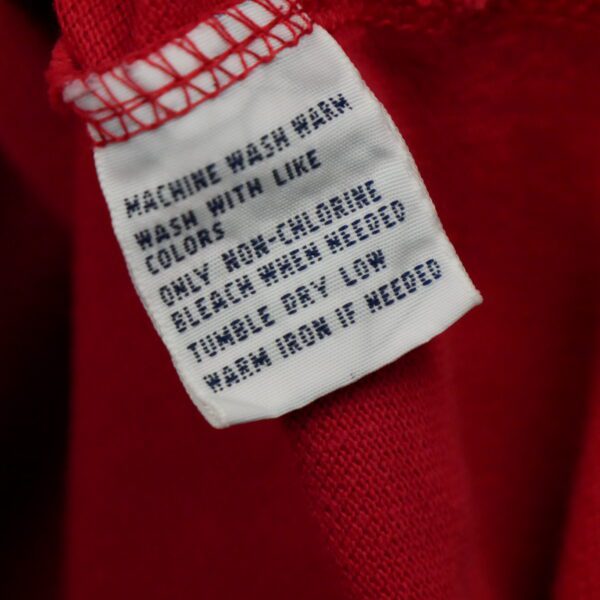 MACHINE WASH WARM
WASH WITH LIKE
COLORS
ONLY NON-CHLORINE
BLEACH WHEN NEEDED
TUMBLE DRY LOW
WARM IRON IF NEEDED